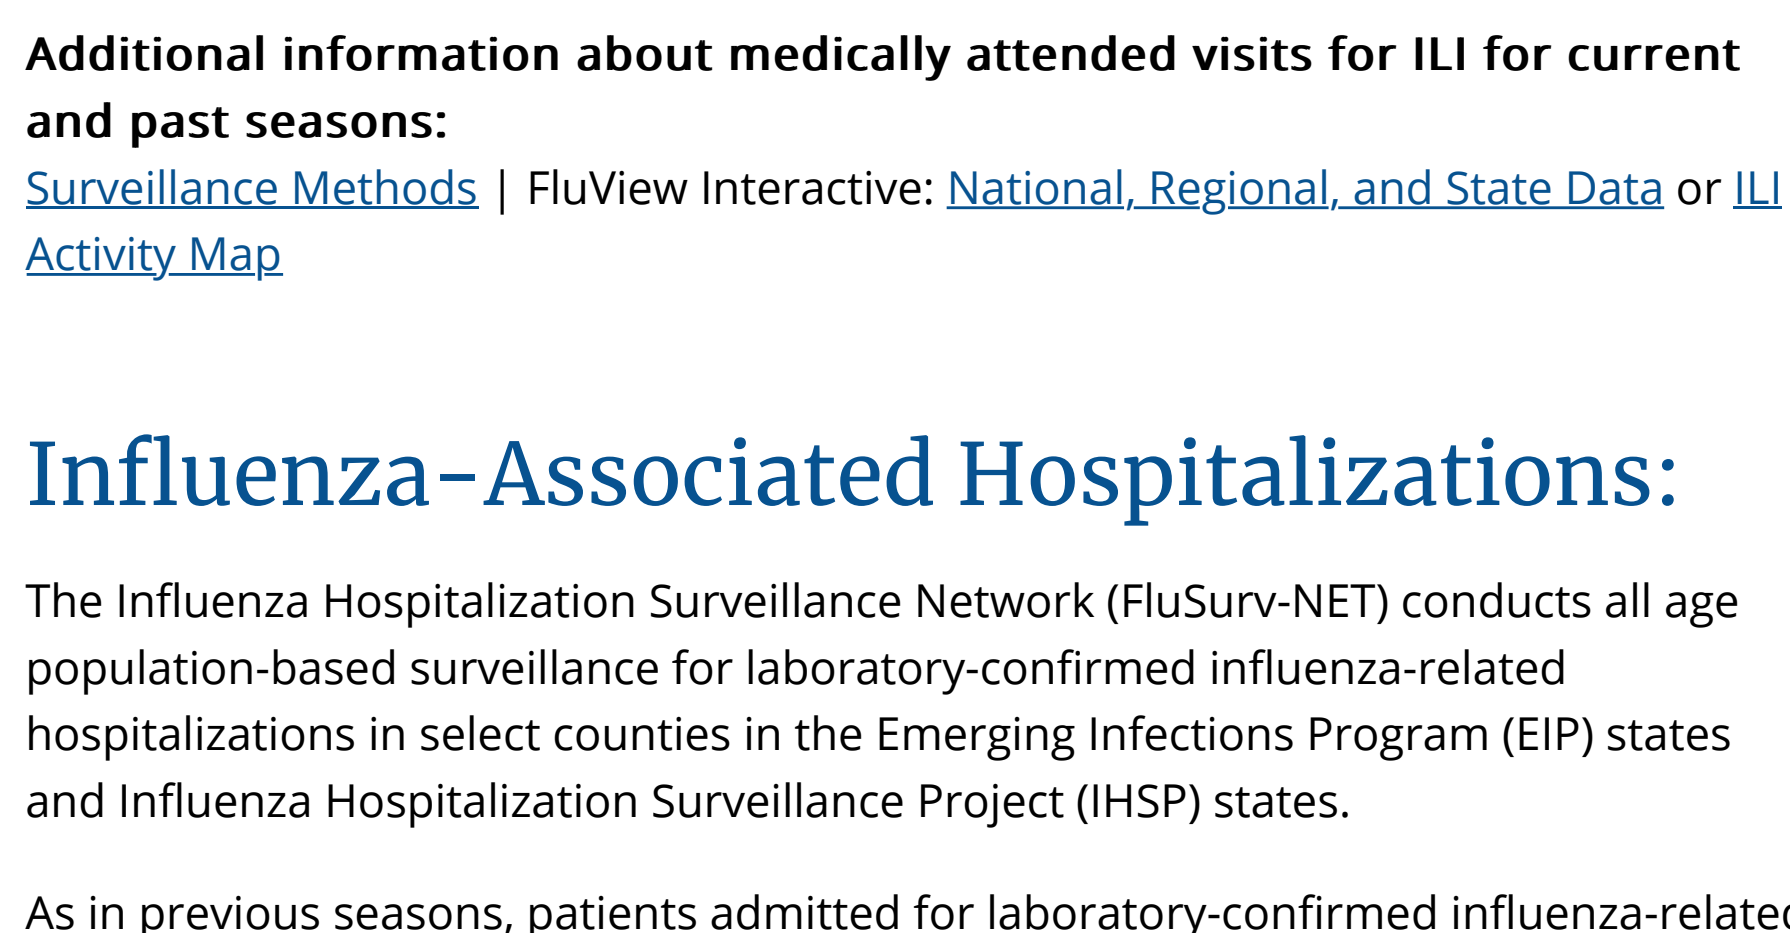 Additional information about medically attended visits for ILI for current
and past seasons:
Surveillance Methods | FluView Interactive: National, Regional, and State Data or ILI
Activity Map
Influenza-Associated Hospitalizations:
The Influenza Hospitalization Surveillance Network (FluSurv-NET) conducts all age
population-based surveillance for laboratory-confirmed influenza-related
hospitalizations in select counties in the Emerging Infections Program (EIP) states
and Influenza Hospitalization Surveillance Project (IHSP) states.
As in previous seasons, patients admitted for laboratory-confirmed influenza-related